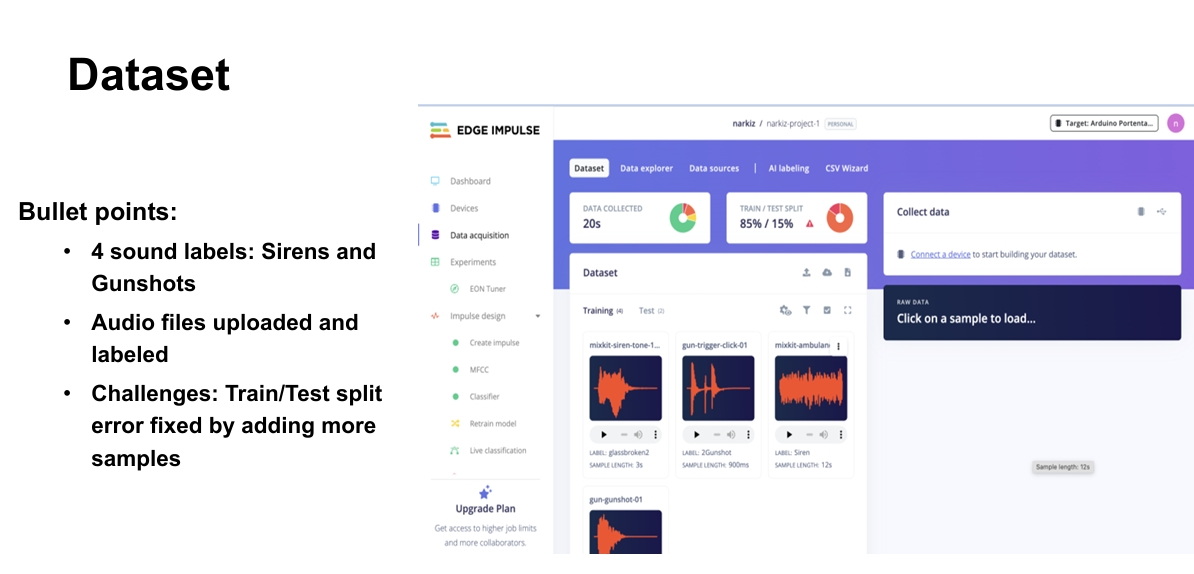 Dataset
Bullet points:
• 4 sound labels: Sirens and
Gunshots
• Audio files uploaded and
labeled
• Challenges: Train/Test split
error fixed by adding more
samples
EDGE IMPULSE
Dashboard
Devices
Data acquisition
Experiments
EON Tuner
Impulse design
Create impulse
MFCC
Classifier
Retrain model
Live classification
Upgrade Plan
Get access to higher job limits
and more collaborators.
narkiz / narkiz-project-1 PERSONAL
Target: Arduino Portenta...
n
Dataset Data explorer Data sources | AI labeling CSV Wizard
DATA COLLECTED
20s
TRAIN / TEST SPLIT
85% / 15%
Dataset
Training (4) Test (2)
mixkit-siren-tone-1...
LABEL: glassbroken2
SAMPLE LENGTH: 3s
gun-trigger-click-01
LABEL: 2Gunshot
SAMPLE LENGTH: 900ms
mixkit-ambulan
LABEL: Siren
SAMPLE LENGTH: 12s
gun-gunshot-01
Collect data
Connect a device to start building your dataset.
RAW DATA
Click on a sample to load...
Sample length: 12s